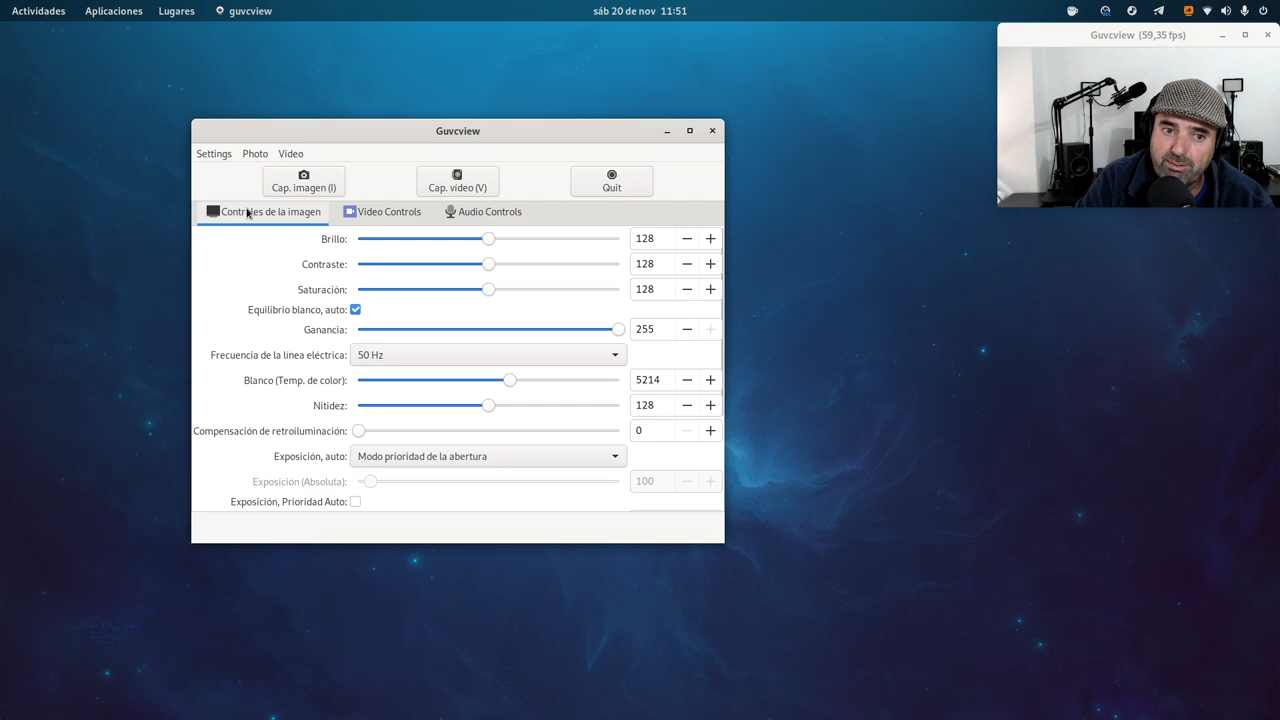 Actividades Aplicaciones Lugares guvcview sáb 20 de nov 11:51
Guvcview (59,35 fps)
Guvcview
Settings Photo Video
Cap. imagen (I) Cap. video (V) Quit
Controles de la imagen Video Controls Audio Controls
Brillo: 128
Contraste: 128
Saturación: 128
Equilibrio blanco, auto:
Ganancia: 255
Frecuencia de la línea eléctrica: 50 Hz
Blanco (Temp. de color): 5214
Nitidez: 128
Compensación de retroiluminación: 0
Exposición, auto: Modo prioridad de la abertura
Exposición (Absoluta): 100
Exposición, Prioridad Auto: